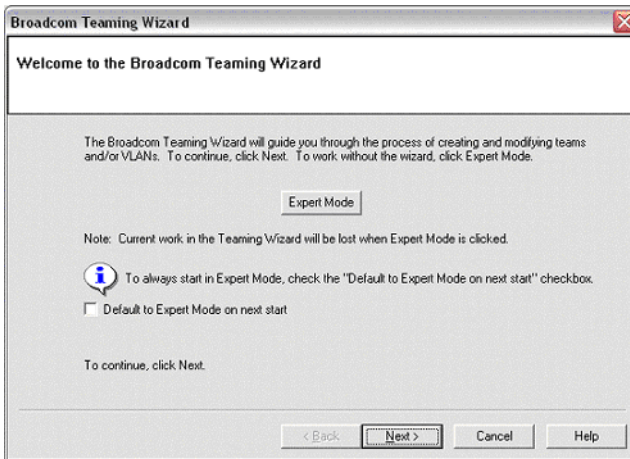 Broadcom Teaming Wizard
Welcome to the Broadcom Teaming Wizard
The Broadcom Teaming Wizard will guide you through the process of creating and modifying teams
and/or VLANs. To continue, click Next. To work without the wizard, click Expert Mode.
Expert Mode
Note: Current work in the Teaming Wizard will be lost when Expert Mode is clicked.
To always start in Expert Mode, check the "Default to Expert Mode on next start" checkbox.
Default to Expert Mode on next start
To continue, click Next.
< Back
Next >
Cancel
Help